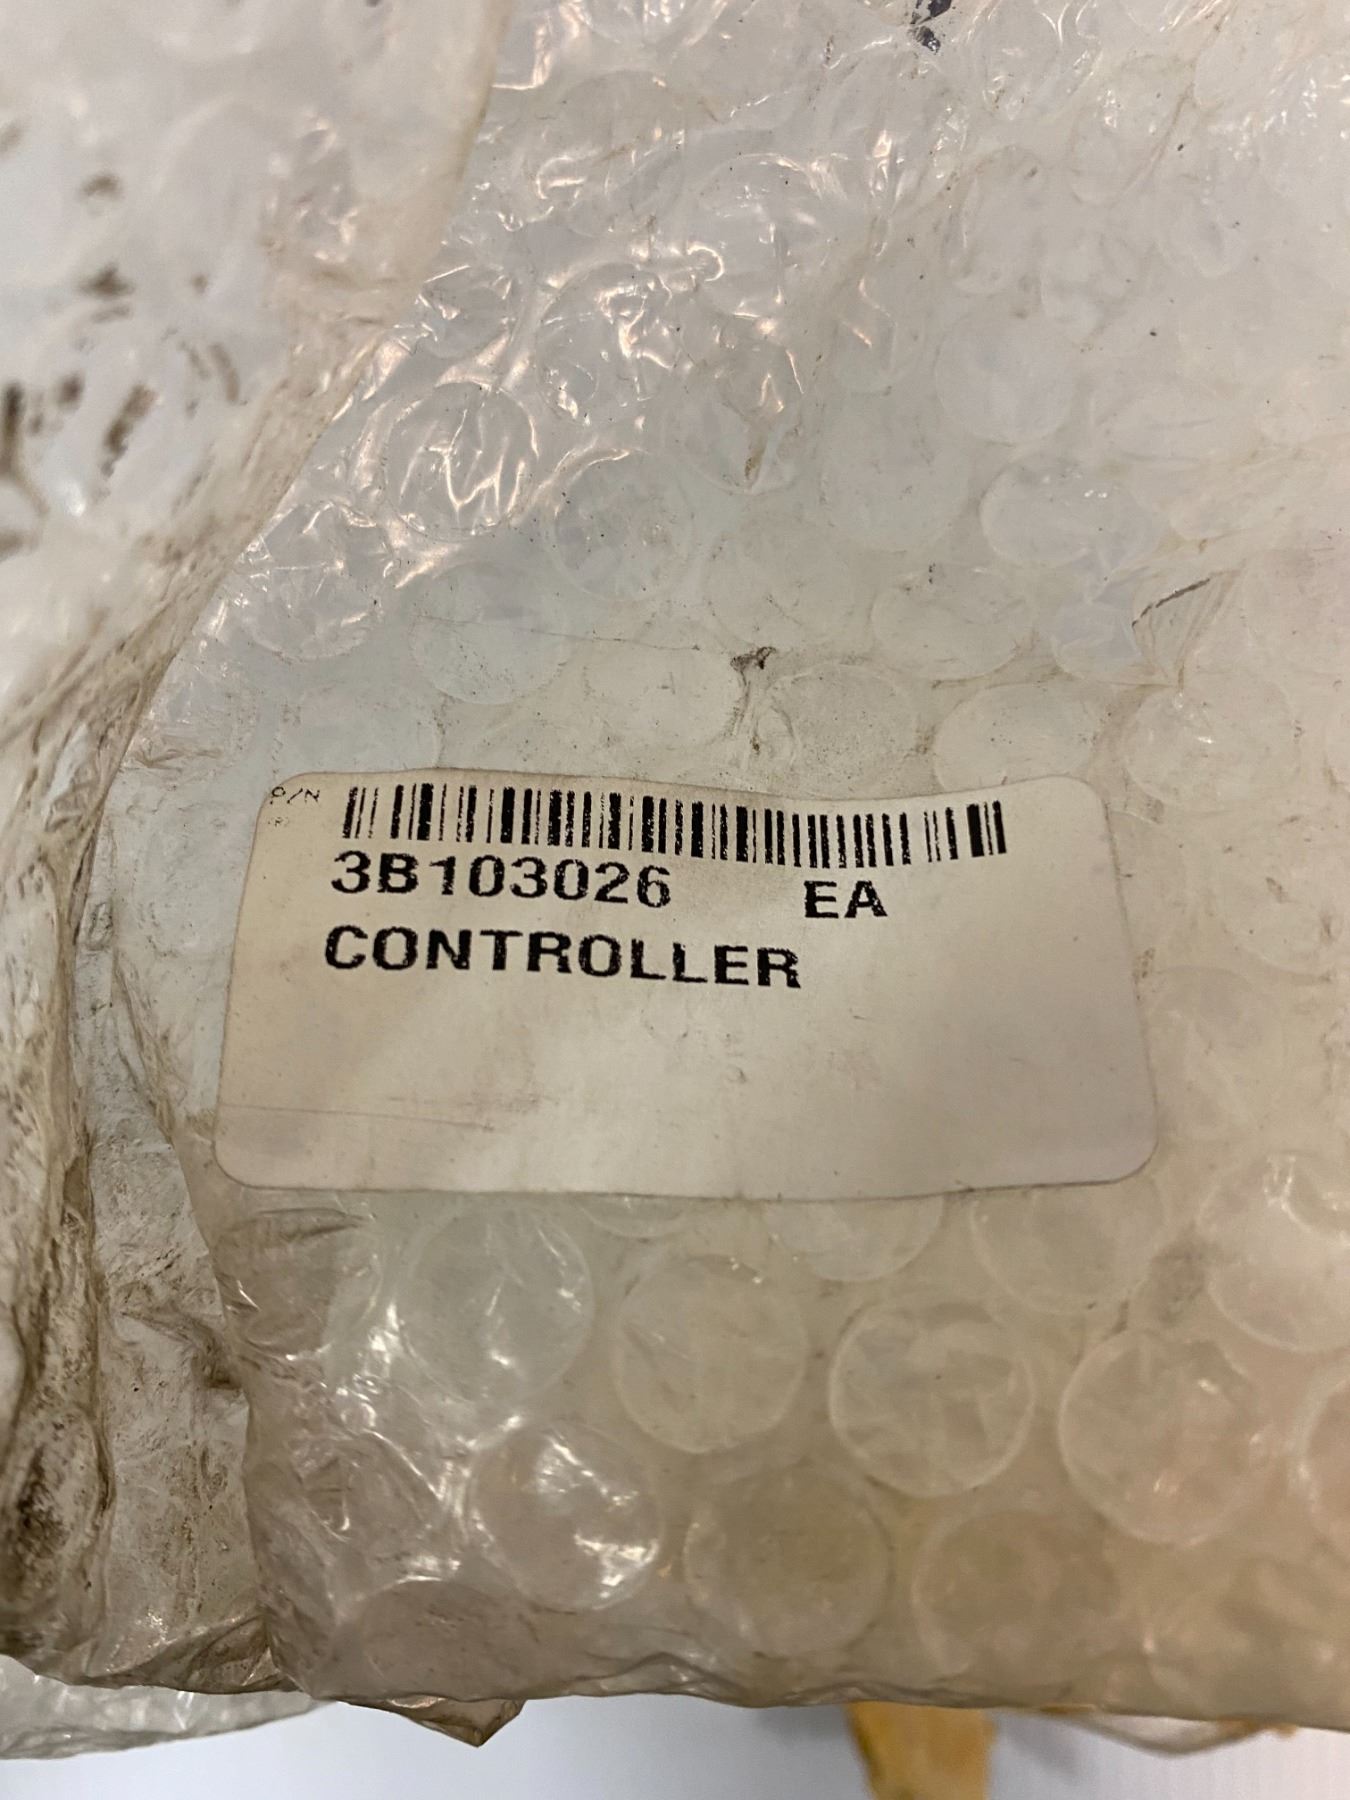 P/N
(R)
3B103026 EA
CONTROLLER